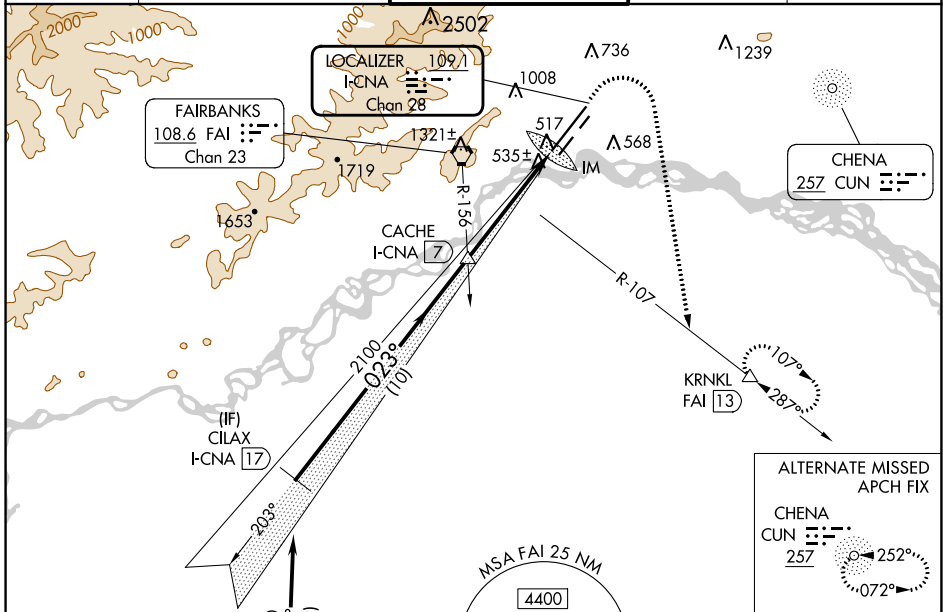 2000
1000
1000
2502
736
1239
LOCALIZER 109.1
I-CNA
Chan 28
1008
FAIRBANKS
108.6 FAI
Chan 23
1321±
517
535±
568
IM
CHENA
257 CUN
1719
1653
R-156
CACHE
I-CNA 7
R-107
2100
023°
(10)
KRNKL
FAI 13
107°
287°
(IF)
CILAX
I-CNA 17
203°
ALTERNATE MISSED
APCH FIX
CHENA
CUN
257
252°
072°
MSA FAI 25 NM
4400